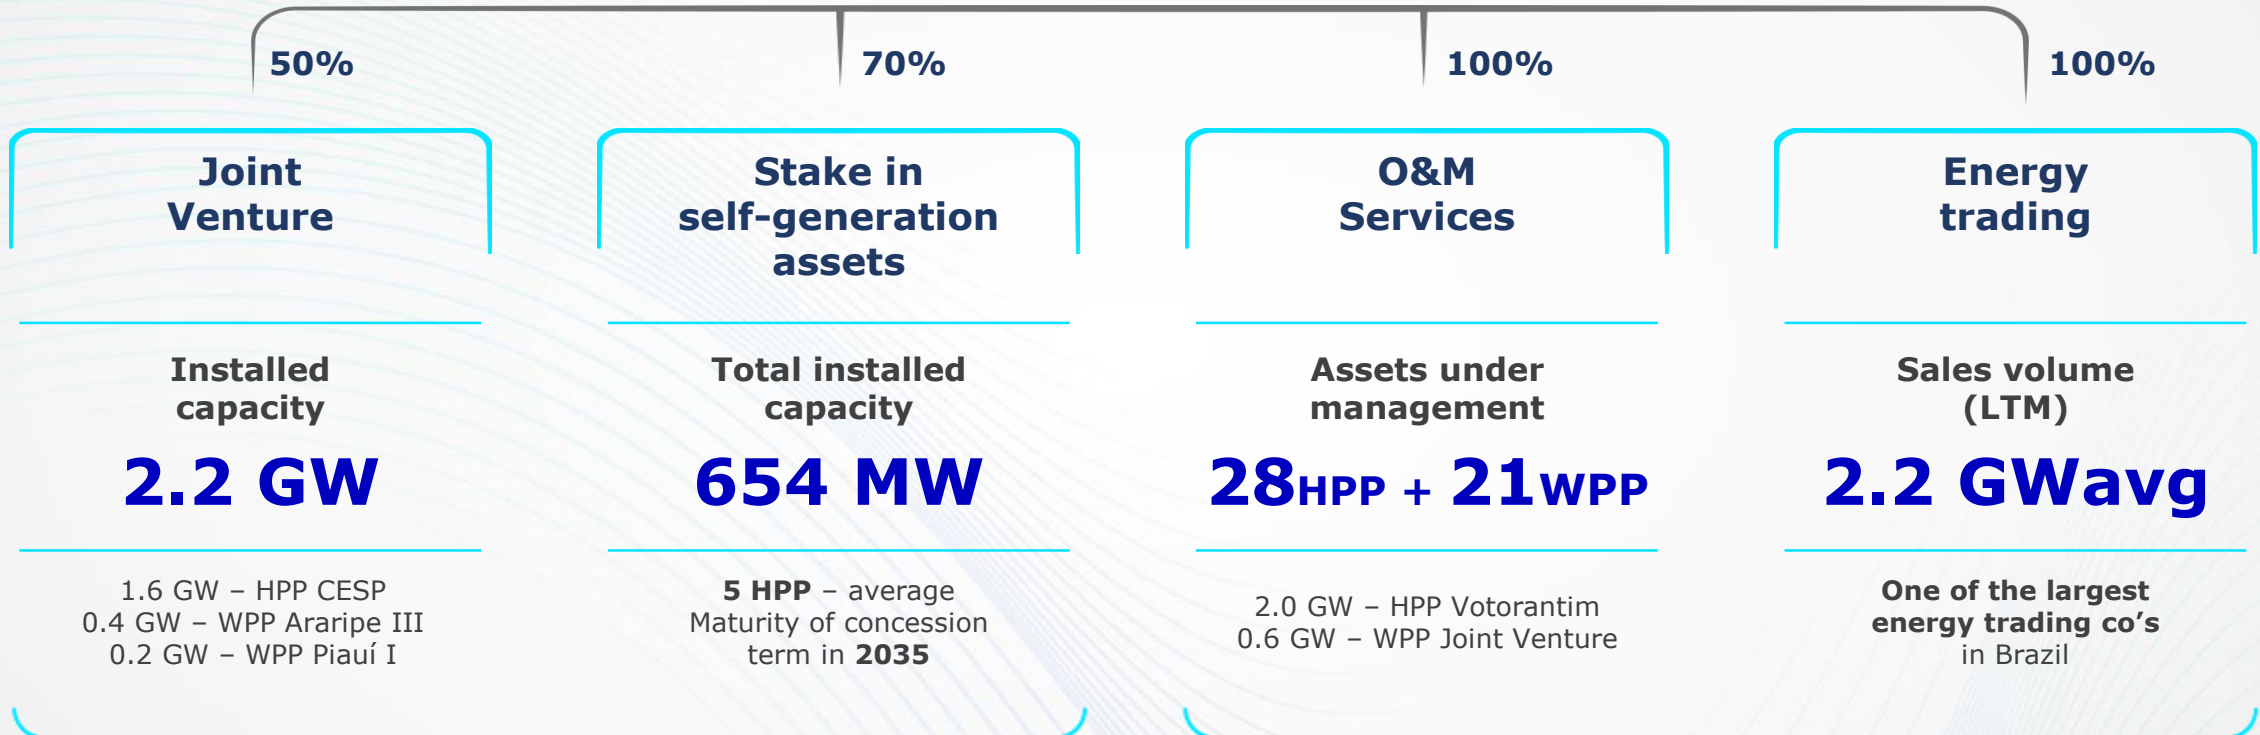 50%
70%
100%
100%
Joint
Venture
Stake in
self-generation
assets
O&M
Services
Energy
trading
Installed
capacity
2.2 GW
Total installed
capacity
654 MW
Assets under
management
28HPP + 21WPP
Sales volume
(LTM)
2.2 GWavg
1.6 GW – HPP CESP
0.4 GW – WPP Araripe III
0.2 GW – WPP Piauí I
5 HPP – average
Maturity of concession
term in 2035
2.0 GW – HPP Votorantim
0.6 GW – WPP Joint Venture
One of the largest
energy trading co’s
in Brazil